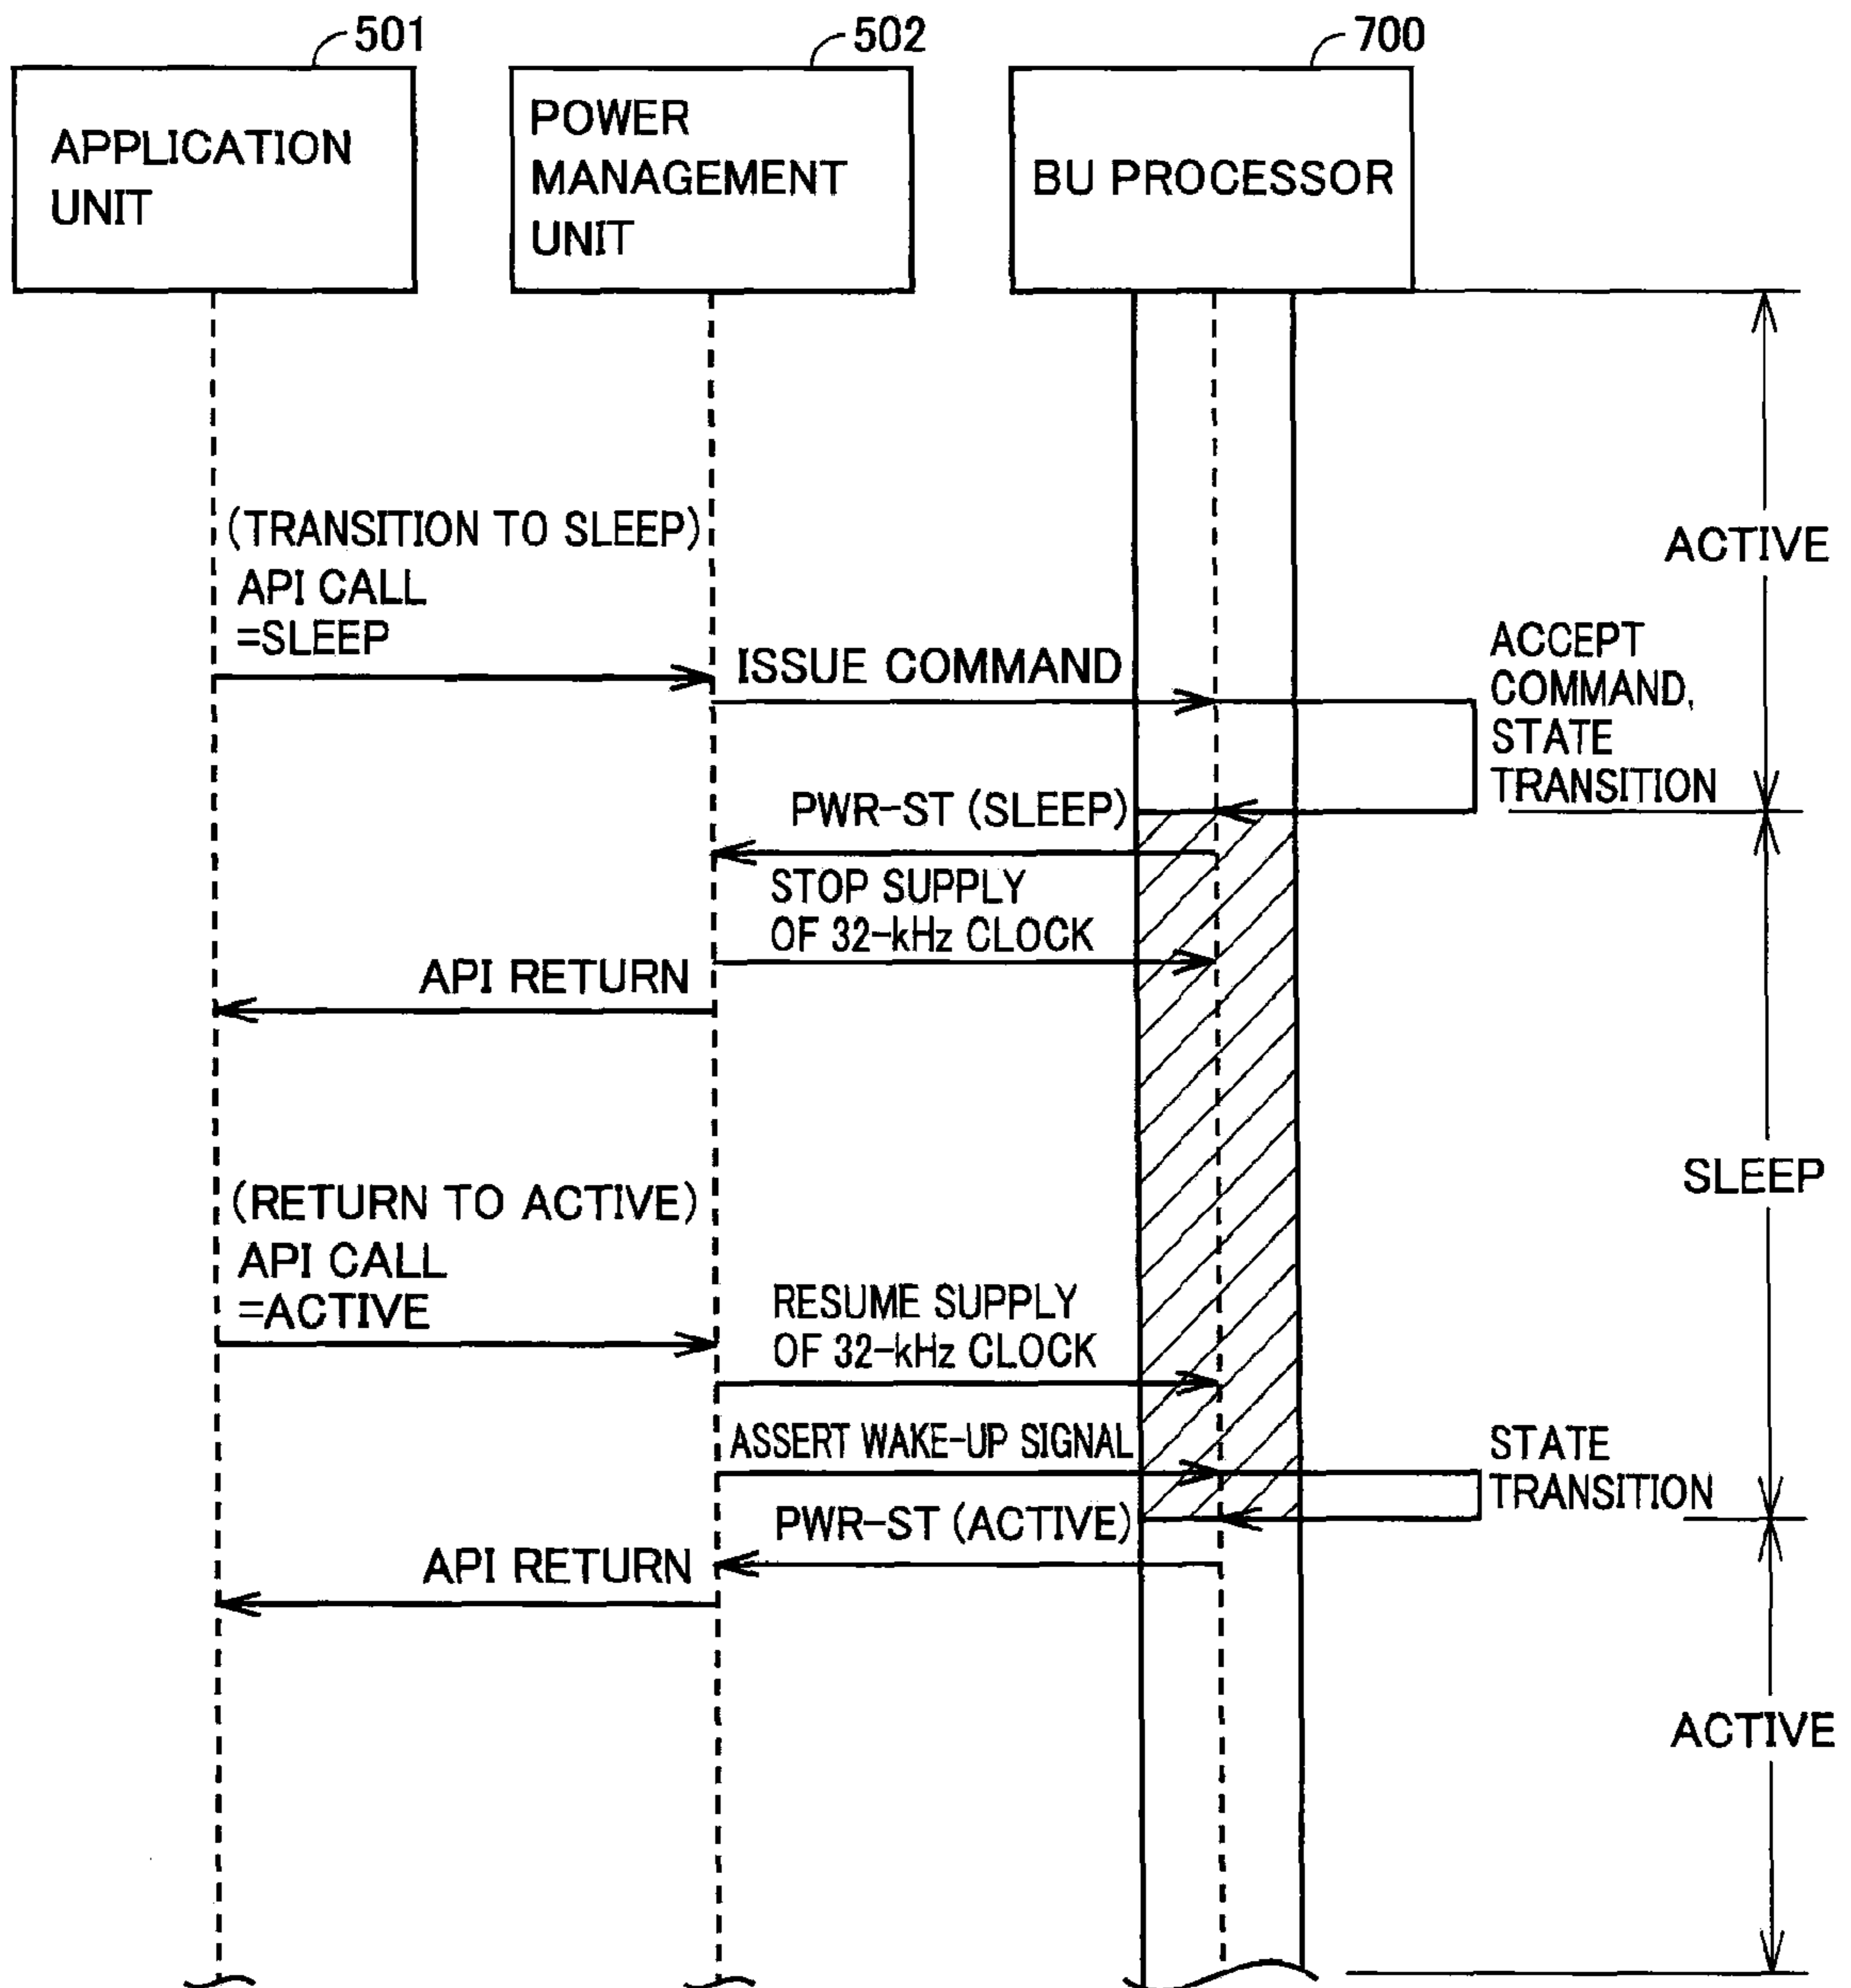 501
502
700
APPLICATION
UNIT
POWER
MANAGEMENT
UNIT
BU PROCESSOR
(TRANSITION TO SLEEP)
API CALL
=SLEEP
ACTIVE
ISSUE COMMAND
ACCEPT
COMMAND,
STATE
TRANSITION
PWR-ST (SLEEP)
STOP SUPPLY
OF 32-kHz CLOCK
API RETURN
SLEEP
(RETURN TO ACTIVE)
API CALL
=ACTIVE
RESUME SUPPLY
OF 32-kHz CLOCK
ASSERT WAKE-UP SIGNAL
STATE
TRANSITION
PWR-ST (ACTIVE)
API RETURN
ACTIVE